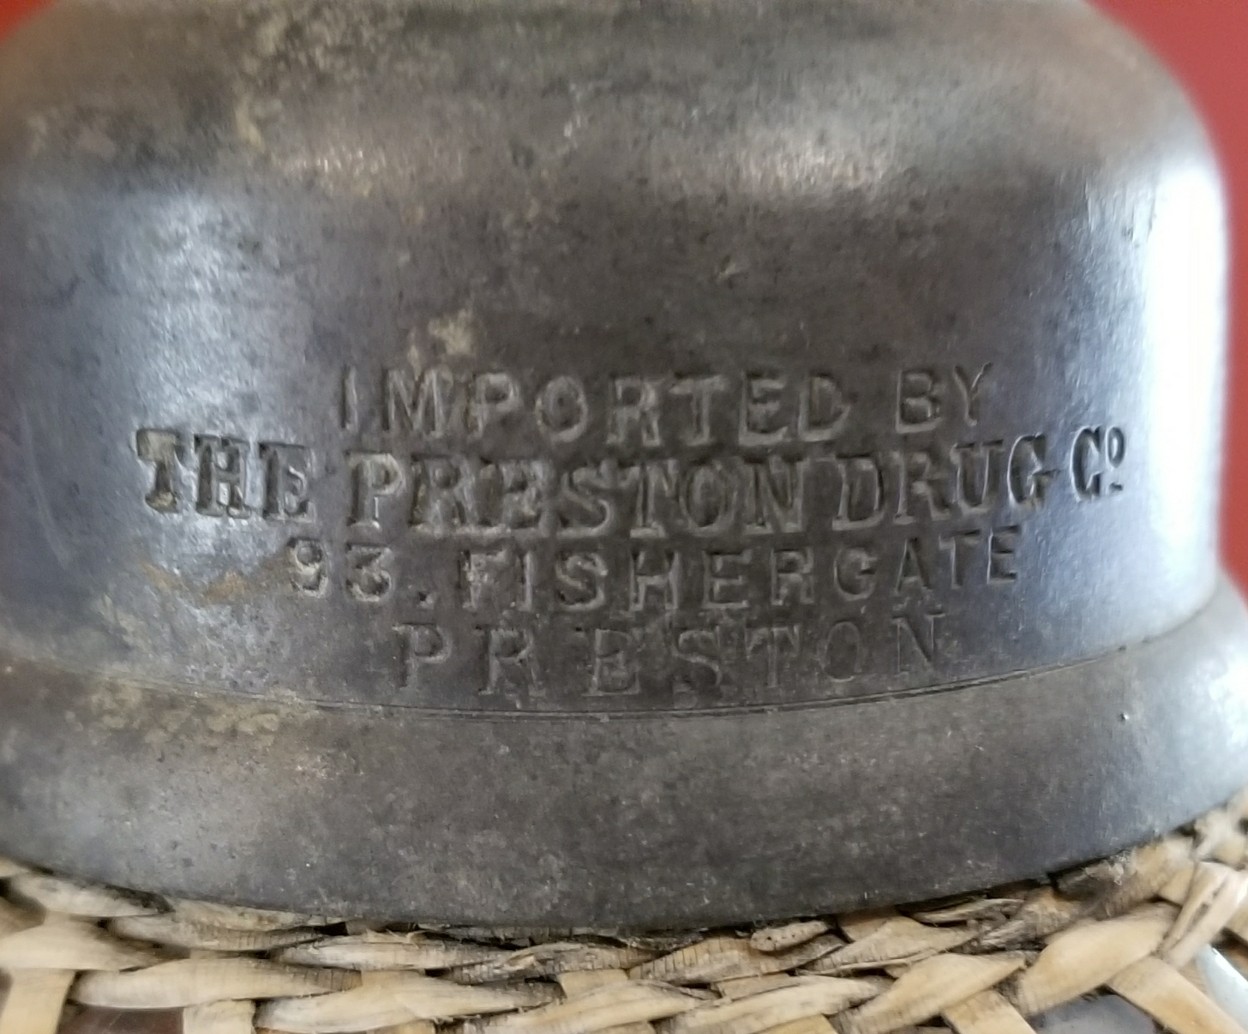 IMPORTED BY
THE PRESTON DRUG Co
93. FISHERGATE
PRESTON